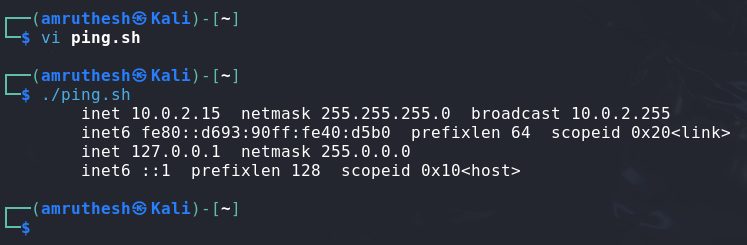 ┌──(amruthesh㉿Kali)-[~]
└─$ vi ping.sh
┌──(amruthesh㉿Kali)-[~]
└─$ ./ping.sh
inet 10.0.2.15  netmask 255.255.255.0  broadcast 10.0.2.255
inet6 fe80::d693:90ff:fe40:d5b0  prefixlen 64  scopeid 0x20<link>
inet 127.0.0.1  netmask 255.0.0.0
inet6 ::1  prefixlen 128  scopeid 0x10<host>
┌──(amruthesh㉿Kali)-[~]
└─$